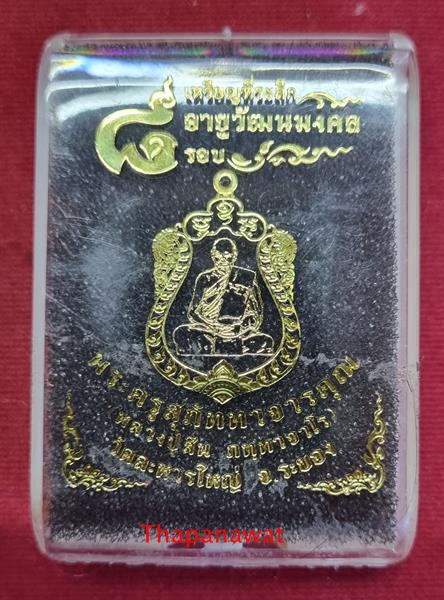 เหรียญที่ระลึก
๘ อายุวัฒนมงคล
รอบ
พระครูสุภัททาจารคุณ
(หลวงปู่สิน ภททาจาโร)
วัดละหารใหญ่ จ.ระยอง
Thapanawat